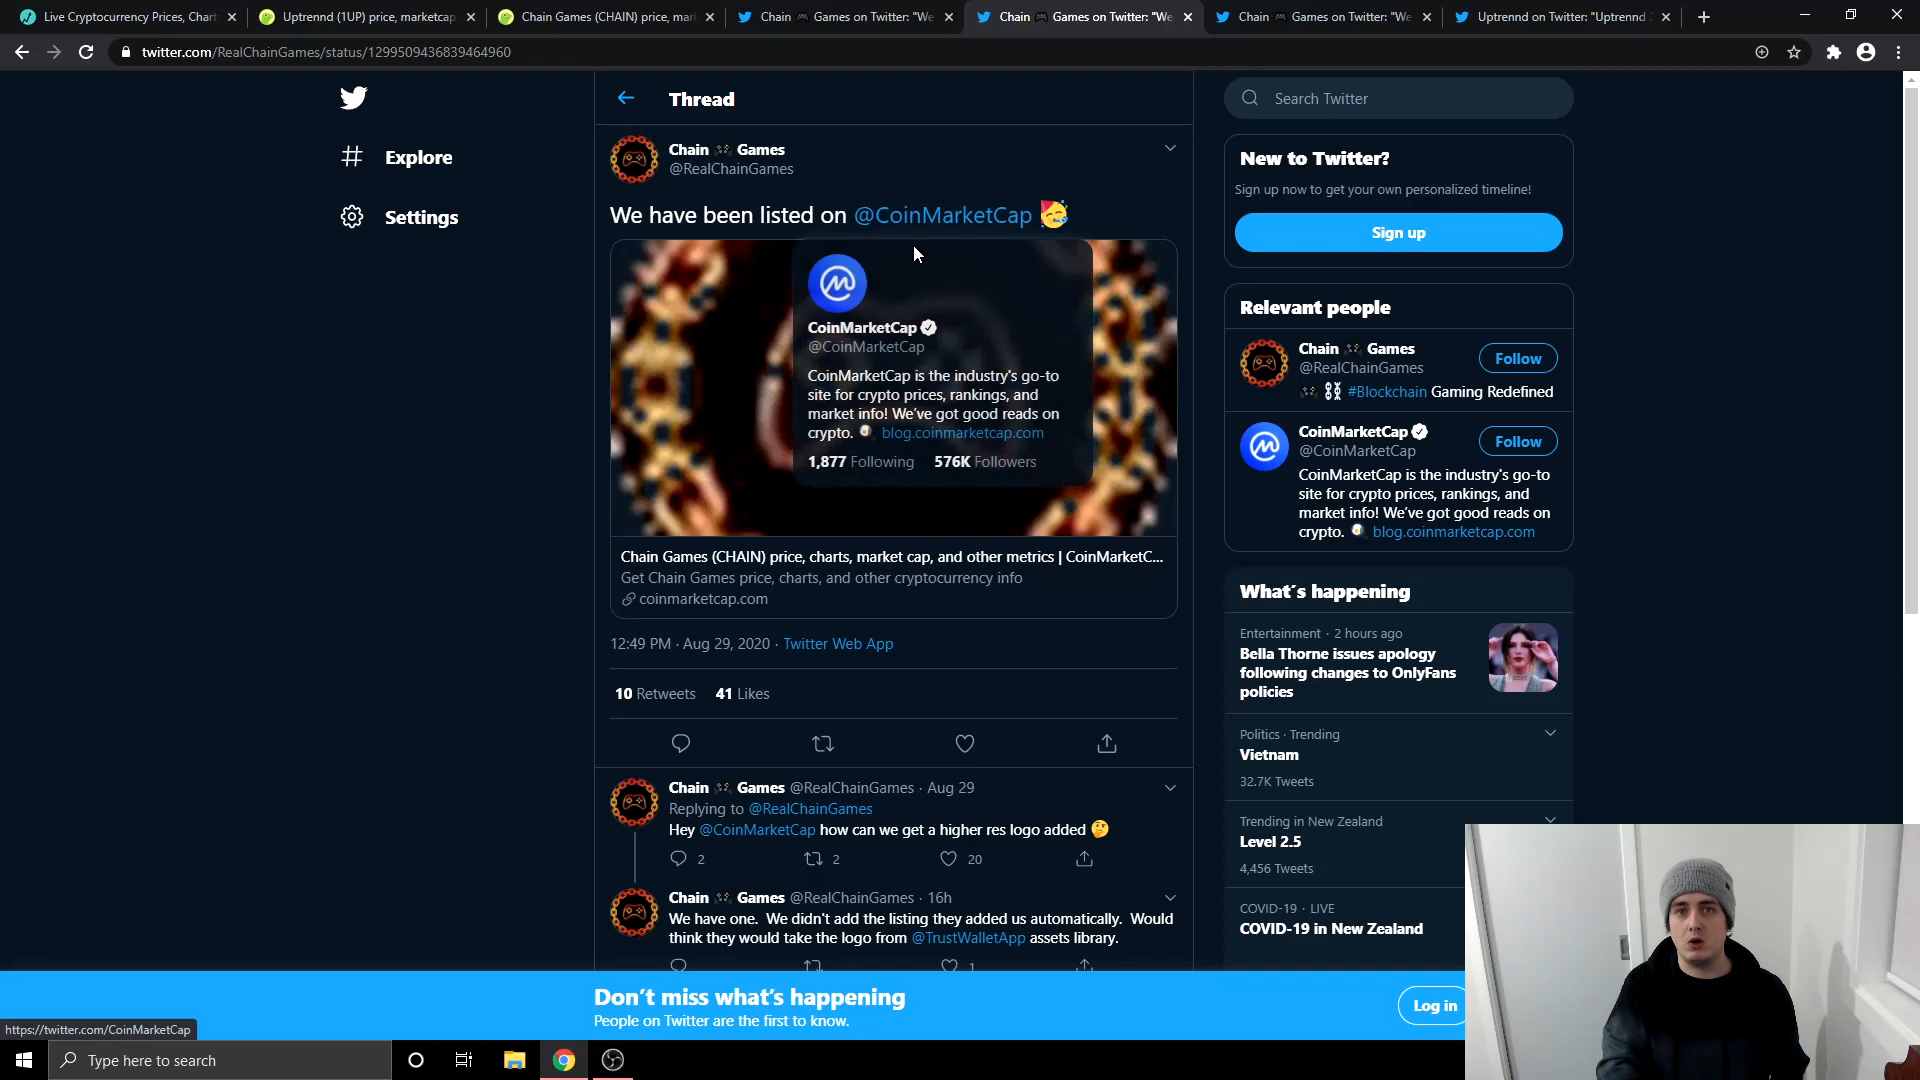 Live Cryptocurrency Prices, Chart
Uptrennd (1UP) price, marketcap
Chain Games (CHAIN) price, mar
Chain 🎮 Games on Twitter: "We
Chain 🎮 Games on Twitter: "We
Chain 🎮 Games on Twitter: "We
Uptrennd on Twitter: "Uptrennd
twitter.com/RealChainGames/status/1299509436839464960
Explore
Settings
Thread
Chain 🎮 Games
@RealChainGames
We have been listed on @CoinMarketCap 🥳
CoinMarketCap
@CoinMarketCap
CoinMarketCap is the industry's go-to
site for crypto prices, rankings, and
market info! We've got good reads on
crypto. blog.coinmarketcap.com
1,877 Following 576K Followers
Chain Games (CHAIN) price, charts, market cap, and other metrics | CoinMarketC...
Get Chain Games price, charts, and other cryptocurrency info
coinmarketcap.com
12:49 PM · Aug 29, 2020 · Twitter Web App
10 Retweets 41 Likes
Chain 🎮 Games @RealChainGames · Aug 29
Replying to @RealChainGames
Hey @CoinMarketCap how can we get a higher res logo added 🤔
2 2 20
Chain 🎮 Games @RealChainGames · 16h
We have one. We didn't add the listing they added us automatically. Would
think they would take the logo from @TrustWalletApp assets library.
1
Search Twitter
New to Twitter?
Sign up now to get your own personalized timeline!
Sign up
Relevant people
Chain 🎮 Games
@RealChainGames
Follow
🎮 ⛓ #Blockchain Gaming Redefined
CoinMarketCap
@CoinMarketCap
Follow
CoinMarketCap is the industry's go-to
site for crypto prices, rankings, and
market info! We've got good reads on
crypto. blog.coinmarketcap.com
What's happening
Entertainment · 2 hours ago
Bella Thorne issues apology
following changes to OnlyFans
policies
Politics · Trending
Vietnam
32.7K Tweets
Trending in New Zealand
Level 2.5
4,456 Tweets
COVID-19 · LIVE
COVID-19 in New Zealand
Don't miss what's happening
People on Twitter are the first to know.
Log in
https://twitter.com/CoinMarketCap
Type here to search